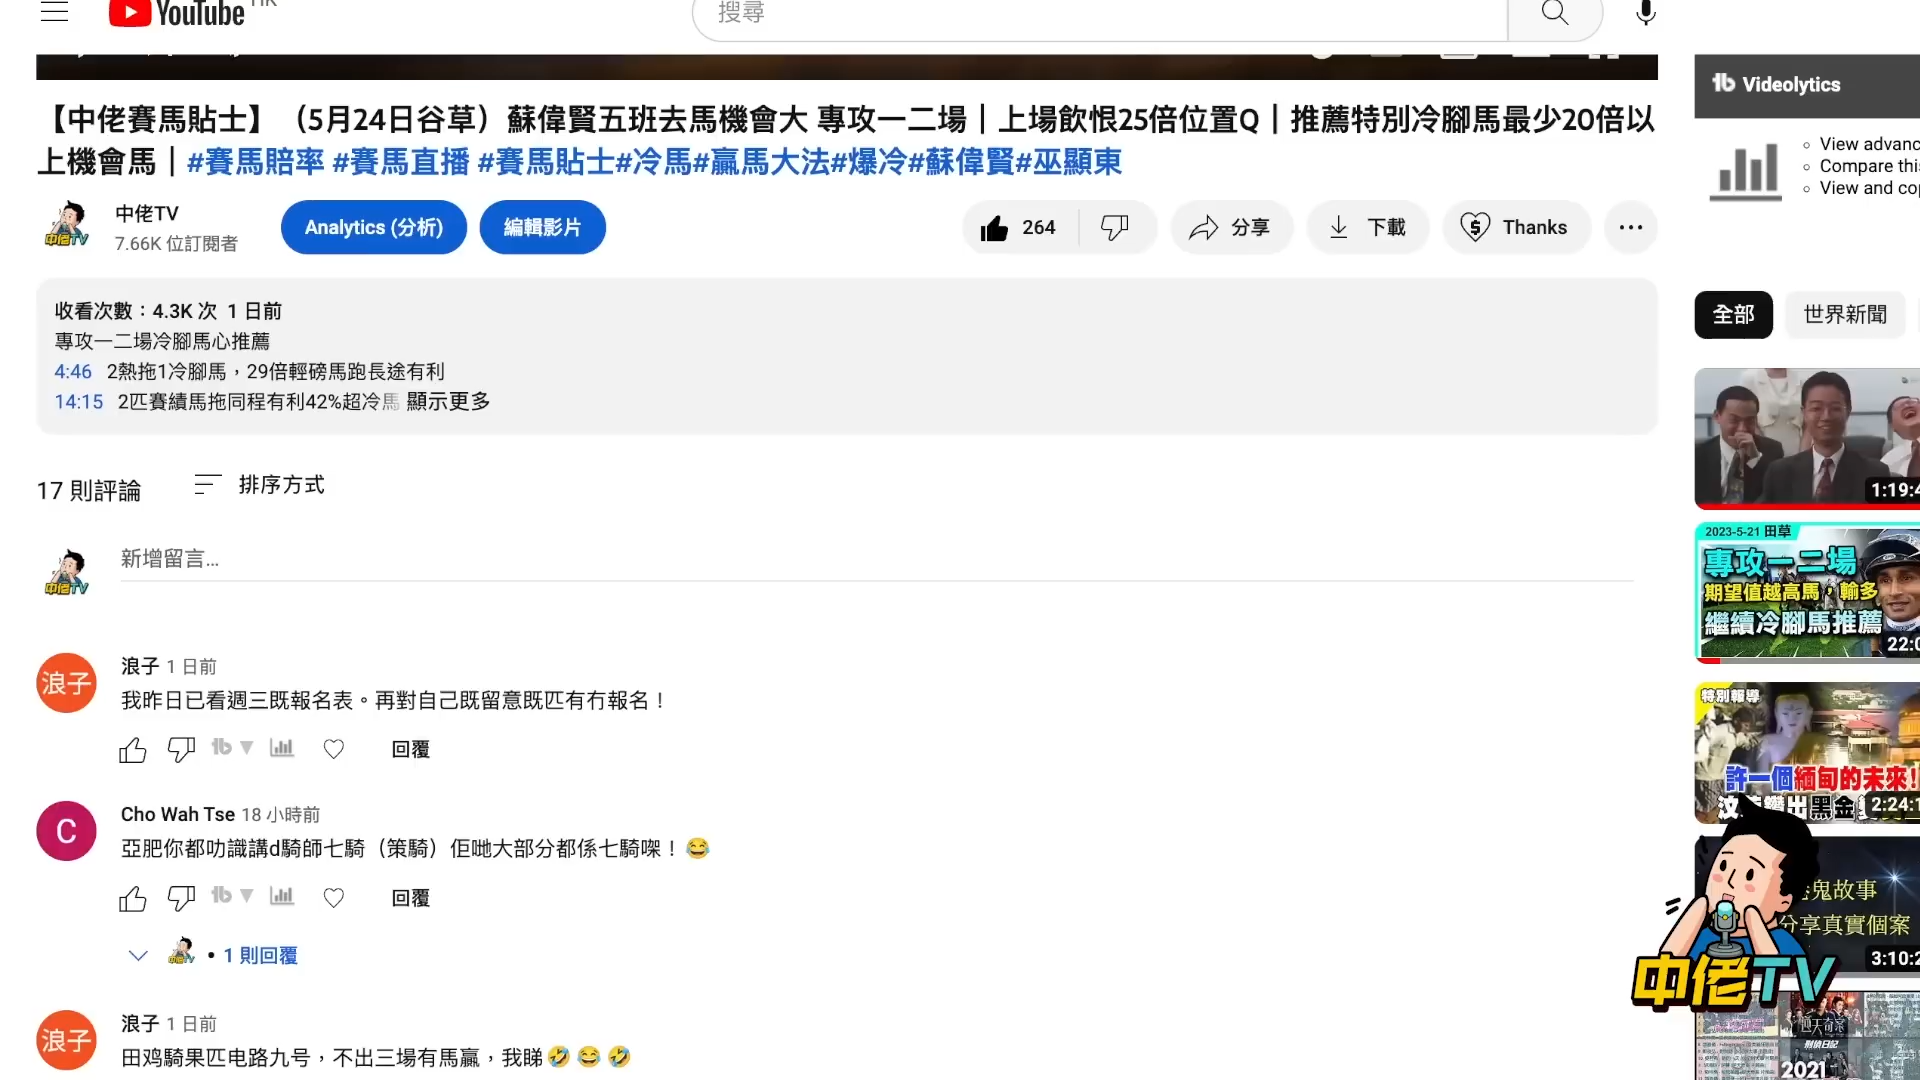 YouTube
搜尋
【中佬賽馬貼士】（5月24日谷草）蘇偉賢五班去馬機會大 專攻一二場｜上場飲恨25倍位置Q｜推薦特別冷腳馬最少20倍以
上機會馬｜#賽馬賠率 #賽馬直播 #賽馬貼士#冷馬#贏馬大法#爆冷#蘇偉賢#巫顯東
中佬TV
7.66K 位訂閱者
Analytics (分析)
編輯影片
264
分享
下載
Thanks
收看次數：4.3K 次 1 日前
專攻一二場冷腳馬心推薦
4:46 2熱拖1冷腳馬，29倍輕磅馬跑長途有利
14:15 2匹賽績馬拖同程有利42%超冷馬 顯示更多
17 則評論
排序方式
中佬TV
新增留言...
浪子
浪子 1 日前
我昨日已看週三既報名表。再對自己既留意既匹有冇報名！
回覆
C
Cho Wah Tse 18 小時前
亞肥你都叻識講d騎師七騎（策騎）佢哋大部分都係七騎㗎！😂
回覆
• 1 則回覆
浪子
浪子 1 日前
田鸡騎果匹电路九号，不出三場有馬贏，我睇🤣😂🤣
Videolytics
View advanc
Compare this
View and cop
全部
世界新聞
1:19:4
2023-5-21 田草
專攻一二場
期望值越高馬，輸多
繼續冷腳馬推薦
22:0
特別報導
許一個緬甸的未來!
2:24:1
鬼故事
分享真實個案
3:10:2
中佬TV
2021